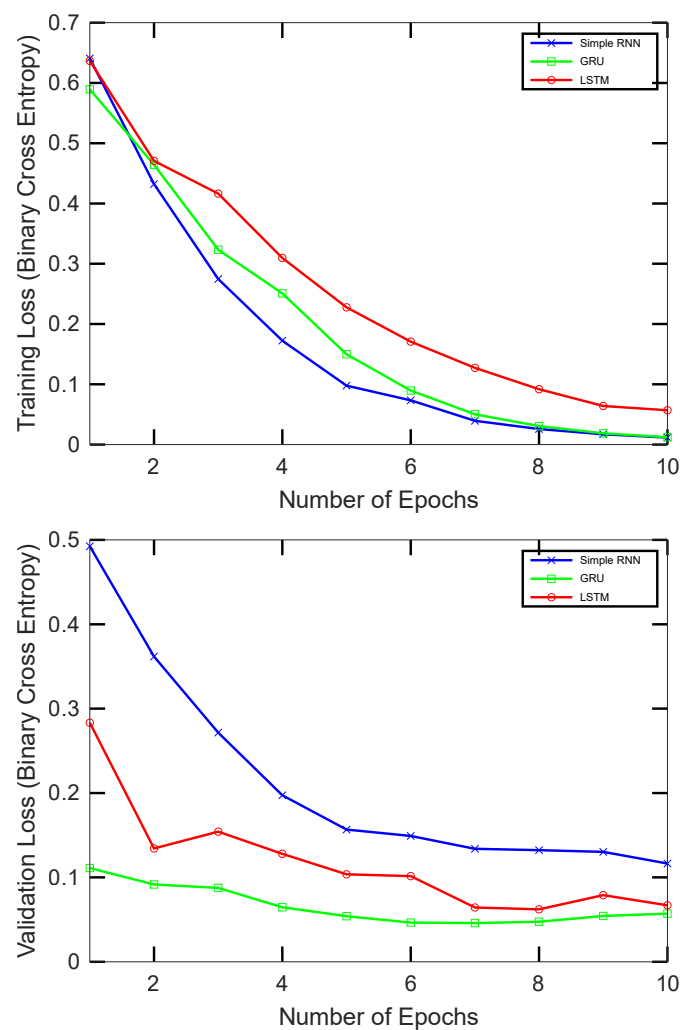 Training Loss (Binary Cross Entropy)
0.7
0.6
0.5
0.4
0.3
0.2
0.1
0
Simple RNN
GRU
LSTM
2 4 6 8 10
Number of Epochs
Validation Loss (Binary Cross Entropy)
0.5
0.4
0.3
0.2
0.1
0
Simple RNN
GRU
LSTM
2 4 6 8 10
Number of Epochs